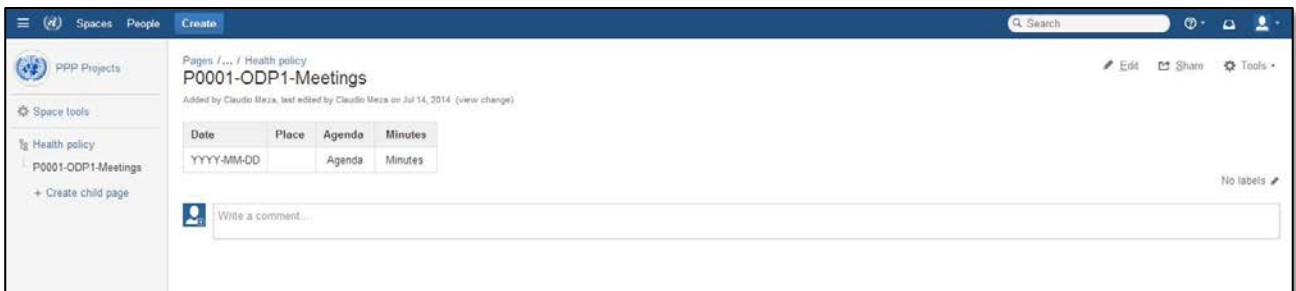 Spaces People Create Search
PPP Projects
Space tools
Health policy
P0001-ODP1-Meetings
+ Create child page
Pages /... / Health policy
P0001-ODP1-Meetings
Edit Share Tools
Added by Claudio Meza, last edited by Claudio Meza on Jul 14, 2014 (view change)
Date Place Agenda Minutes
YYYY-MM-DD Agenda Minutes
No labels
Write a comment...